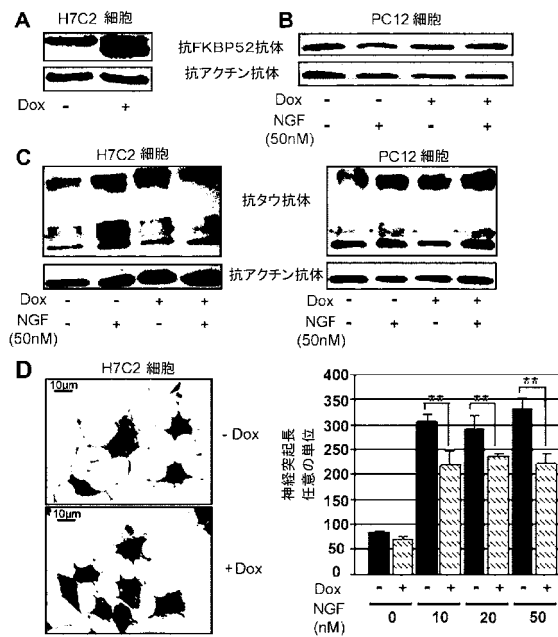 A
H7C2 細胞
抗FKBP52抗体
抗アクチン抗体
Dox
- +
B
PC12 細胞
Dox - - + +
NGF - + - +
(50nM)
C
H7C2 細胞
抗タウ抗体
抗アクチン抗体
Dox - - + +
NGF - + - +
(50nM)
PC12 細胞
Dox - - + +
NGF - + - +
(50nM)
D
H7C2 細胞
10μm
- Dox
10μm
+ Dox
神経突起長
任意の単位
400
350
300
250
200
150
100
50
0
** ** **
Dox - + - + - + - +
NGF 0 10 20 50
(nM)